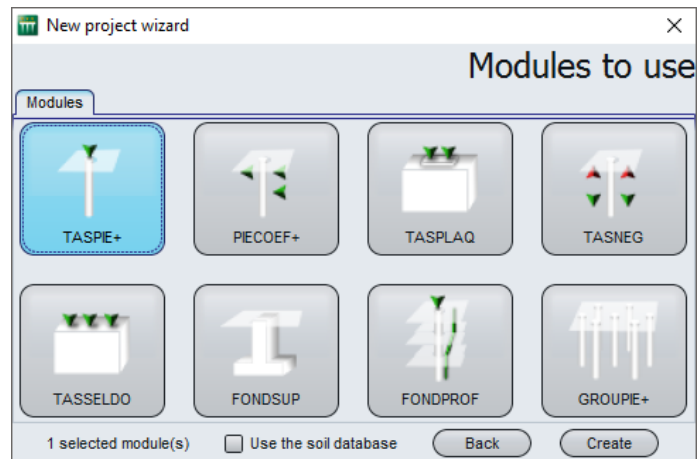 New project wizard
Modules to use
Modules
TASPIE+ PIECOEF+ TASPLAQ TASNEG
TASSELDO FONDSUP FONDPROF GROUPIE+
1 selected module(s) Use the soil database Back Create